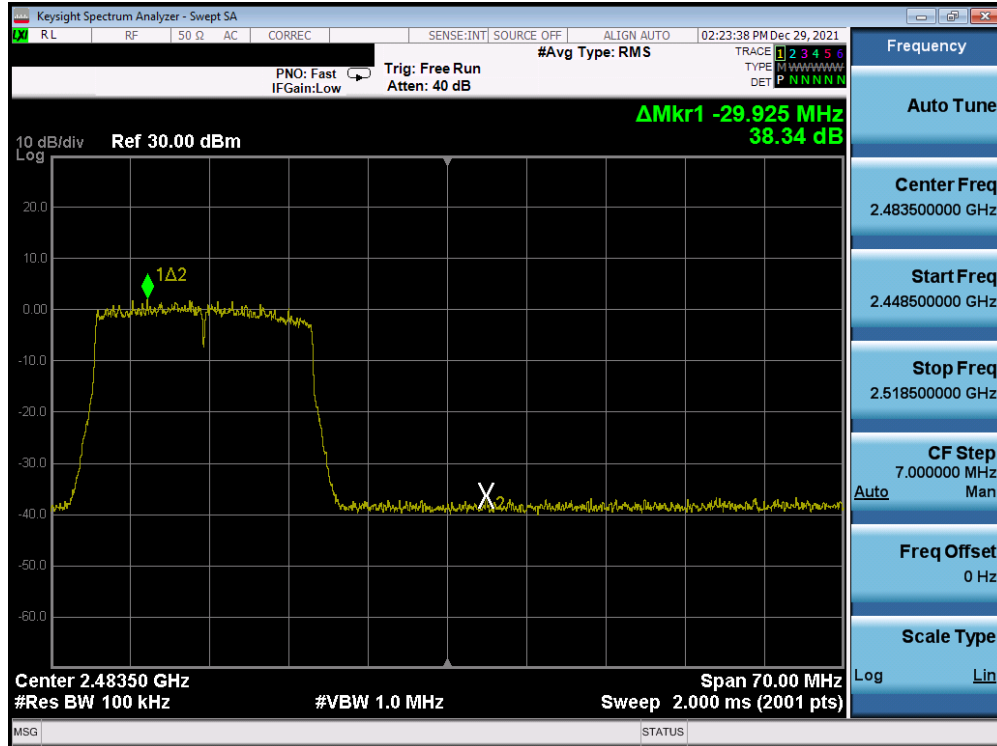 Keysight Spectrum Analyzer - Swept SA
LXI RL RF 50 Ω AC CORREC SENSE:INT SOURCE OFF ALIGN AUTO 02:23:38 PM Dec 29, 2021
#Avg Type: RMS
TRACE 1 2 3 4 5 6
TYPE M WWWWWW
DET P N N N N N
PNO: Fast
IFGain:Low
Trig: Free Run
Atten: 40 dB
ΔMkr1 -29.925 MHz
38.34 dB
10 dB/div
Log
Ref 30.00 dBm
20.0
10.0
0.00
-10.0
-20.0
-30.0
-40.0
-50.0
-60.0
1Δ2
X2
Center 2.48350 GHz
Span 70.00 MHz
#Res BW 100 kHz
#VBW 1.0 MHz
Sweep 2.000 ms (2001 pts)
MSG
STATUS
Frequency
Auto Tune
Center Freq
2.483500000 GHz
Start Freq
2.448500000 GHz
Stop Freq
2.518500000 GHz
CF Step
7.000000 MHz
Auto Man
Freq Offset
0 Hz
Scale Type
Log Lin